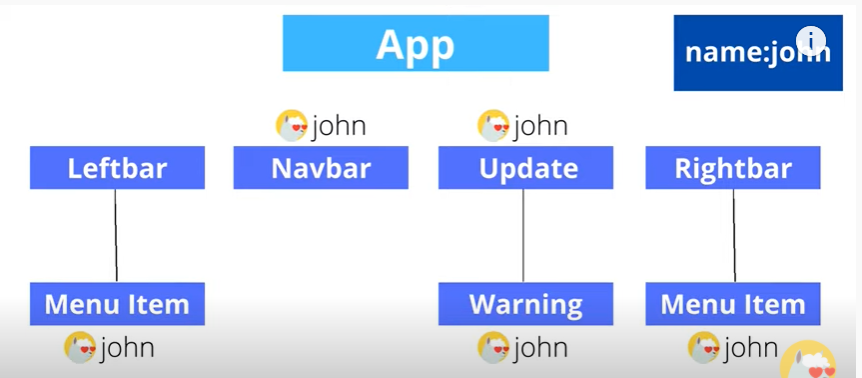 App
name:john
john
john
Leftbar
Navbar
Update
Rightbar
Menu Item
Warning
Menu Item
john
john
john